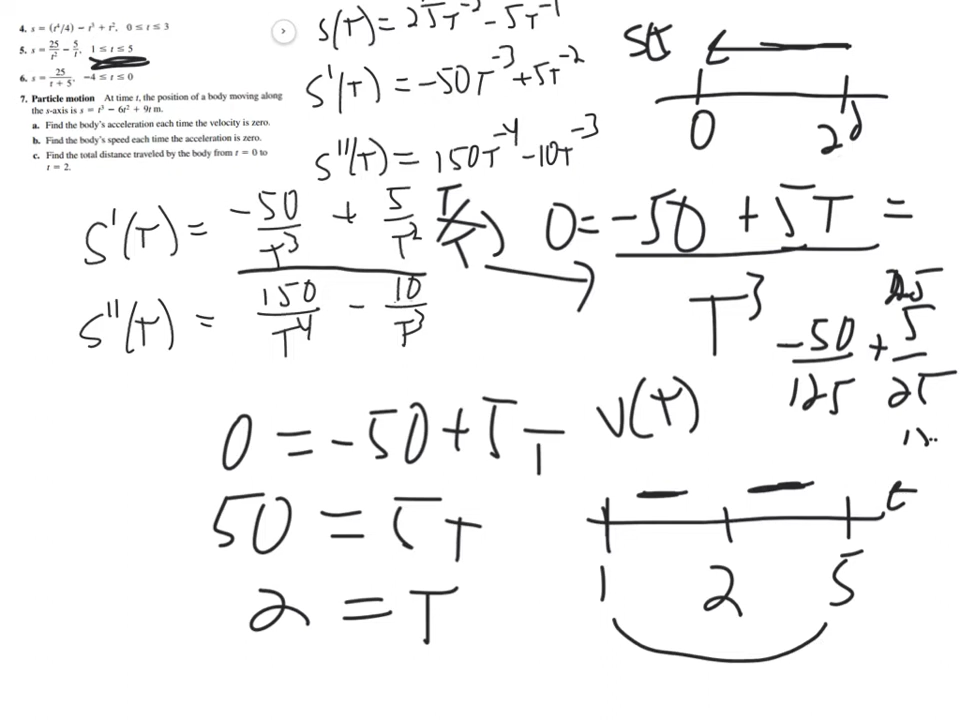 4. s = (t⁴/4) − t³ + t², 0 ≤ t ≤ 3
5. s = 25/t² − 5/t, 1 ≤ t ≤ 5
6. s = 25/(t + 5), −4 ≤ t ≤ 0
7. Particle motion At time t, the position of a body moving along
the s-axis is s = t³ − 6t² + 9t m.
a. Find the body's acceleration each time the velocity is zero.
b. Find the body's speed each time the acceleration is zero.
c. Find the total distance traveled by the body from t = 0 to
t = 2.
S(T) = 25T⁻² − 5T⁻¹
S'(T) = −50T⁻³ + 5T⁻²
S''(T) = 150T⁻⁴ − 10T⁻³
0
S'(T) = −50/T³ + 5/T² (T/T)
0 = (−50 + 5T)/T³ =
S''(T) = 150/T⁴ − 10/T³
−50/125 + 5/25
0 = −50 + 5T
50 = 5T
2 = T
V(T)
t
1 2 5